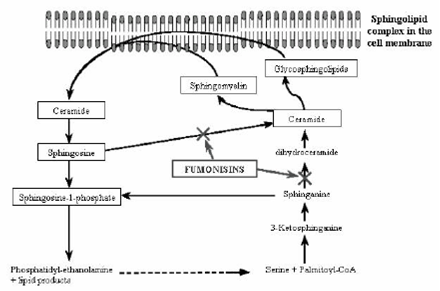 Sphingolipid
complex in the
cell membrane
Glycosphingolipids
Sphingomyelin
Ceramide
Ceramide
dihydroceramide
Sphingosine
FUMONISINS
Sphinganine
Sphingosine-1-phosphate
3-Ketosphinganine
Phosphatidyl-ethanolamine
+ lipid products
Serine + Palmitoyl-CoA